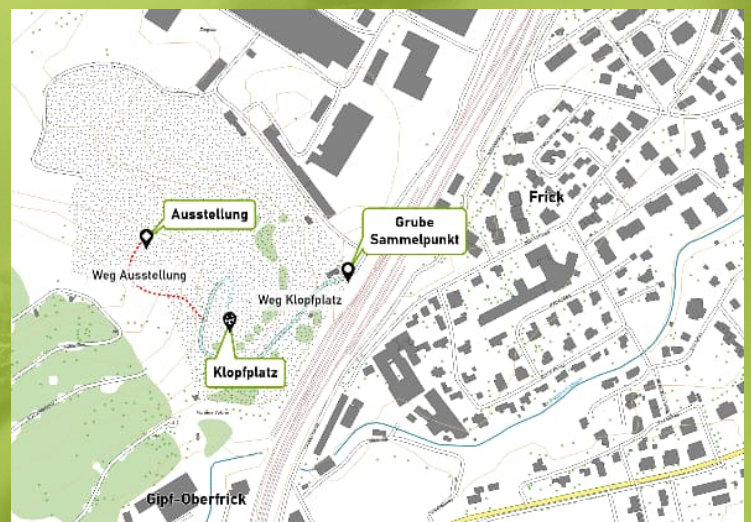 Ausstellung
Grube
Sammelpunkt
Frick
Weg Ausstellung
Weg Klopfplatz
Klopfplatz
Gipf-Oberfrick